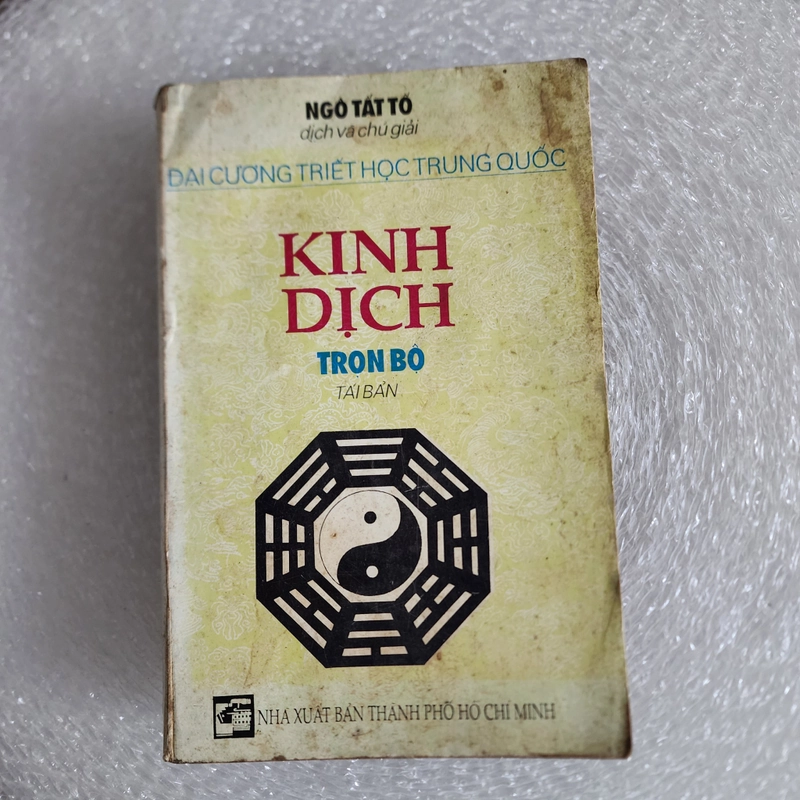 NGÔ TẤT TỐ
dịch và chú giải
ĐẠI CƯƠNG TRIẾT HỌC TRUNG QUỐC
KINH
DỊCH
TRỌN BỘ
TÁI BẢN
NHÀ XUẤT BẢN THÀNH PHỐ HỒ CHÍ MINH